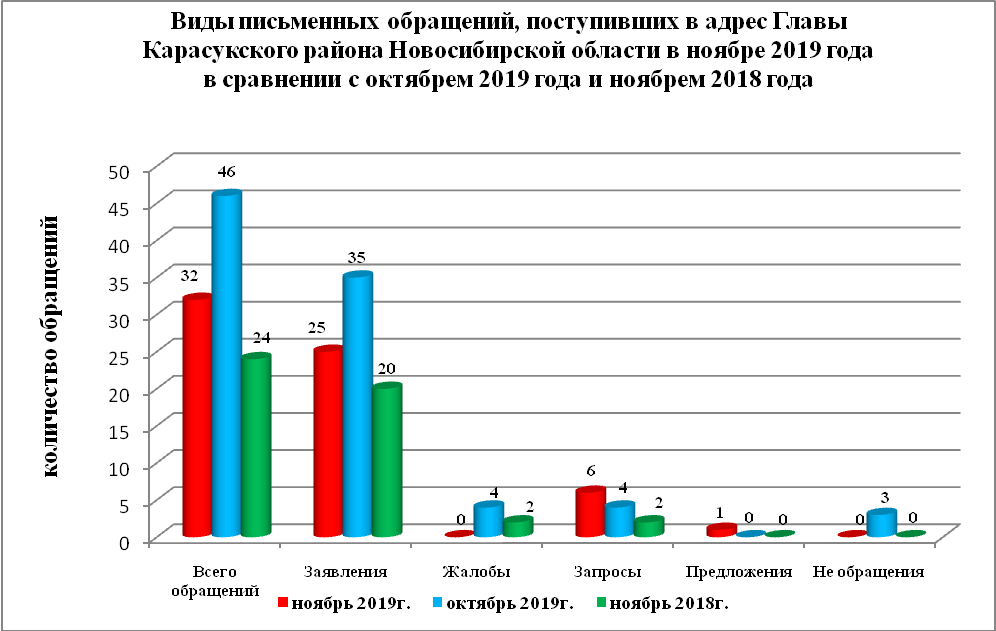 Виды письменных обращений, поступивших в адрес Главы
Карасукского района Новосибирской области в ноябре 2019 года
в сравнении с октябрем 2019 года и ноябрем 2018 года
количество обращений
50
45
40
35
30
25
20
15
10
5
0
32
46
24
25
35
20
0
4
2
6
4
2
1
0
0
0
3
0
Всего обращений
Заявления
Жалобы
Запросы
Предложения
Не обращения
ноябрь 2019г.
октябрь 2019г.
ноябрь 2018г.